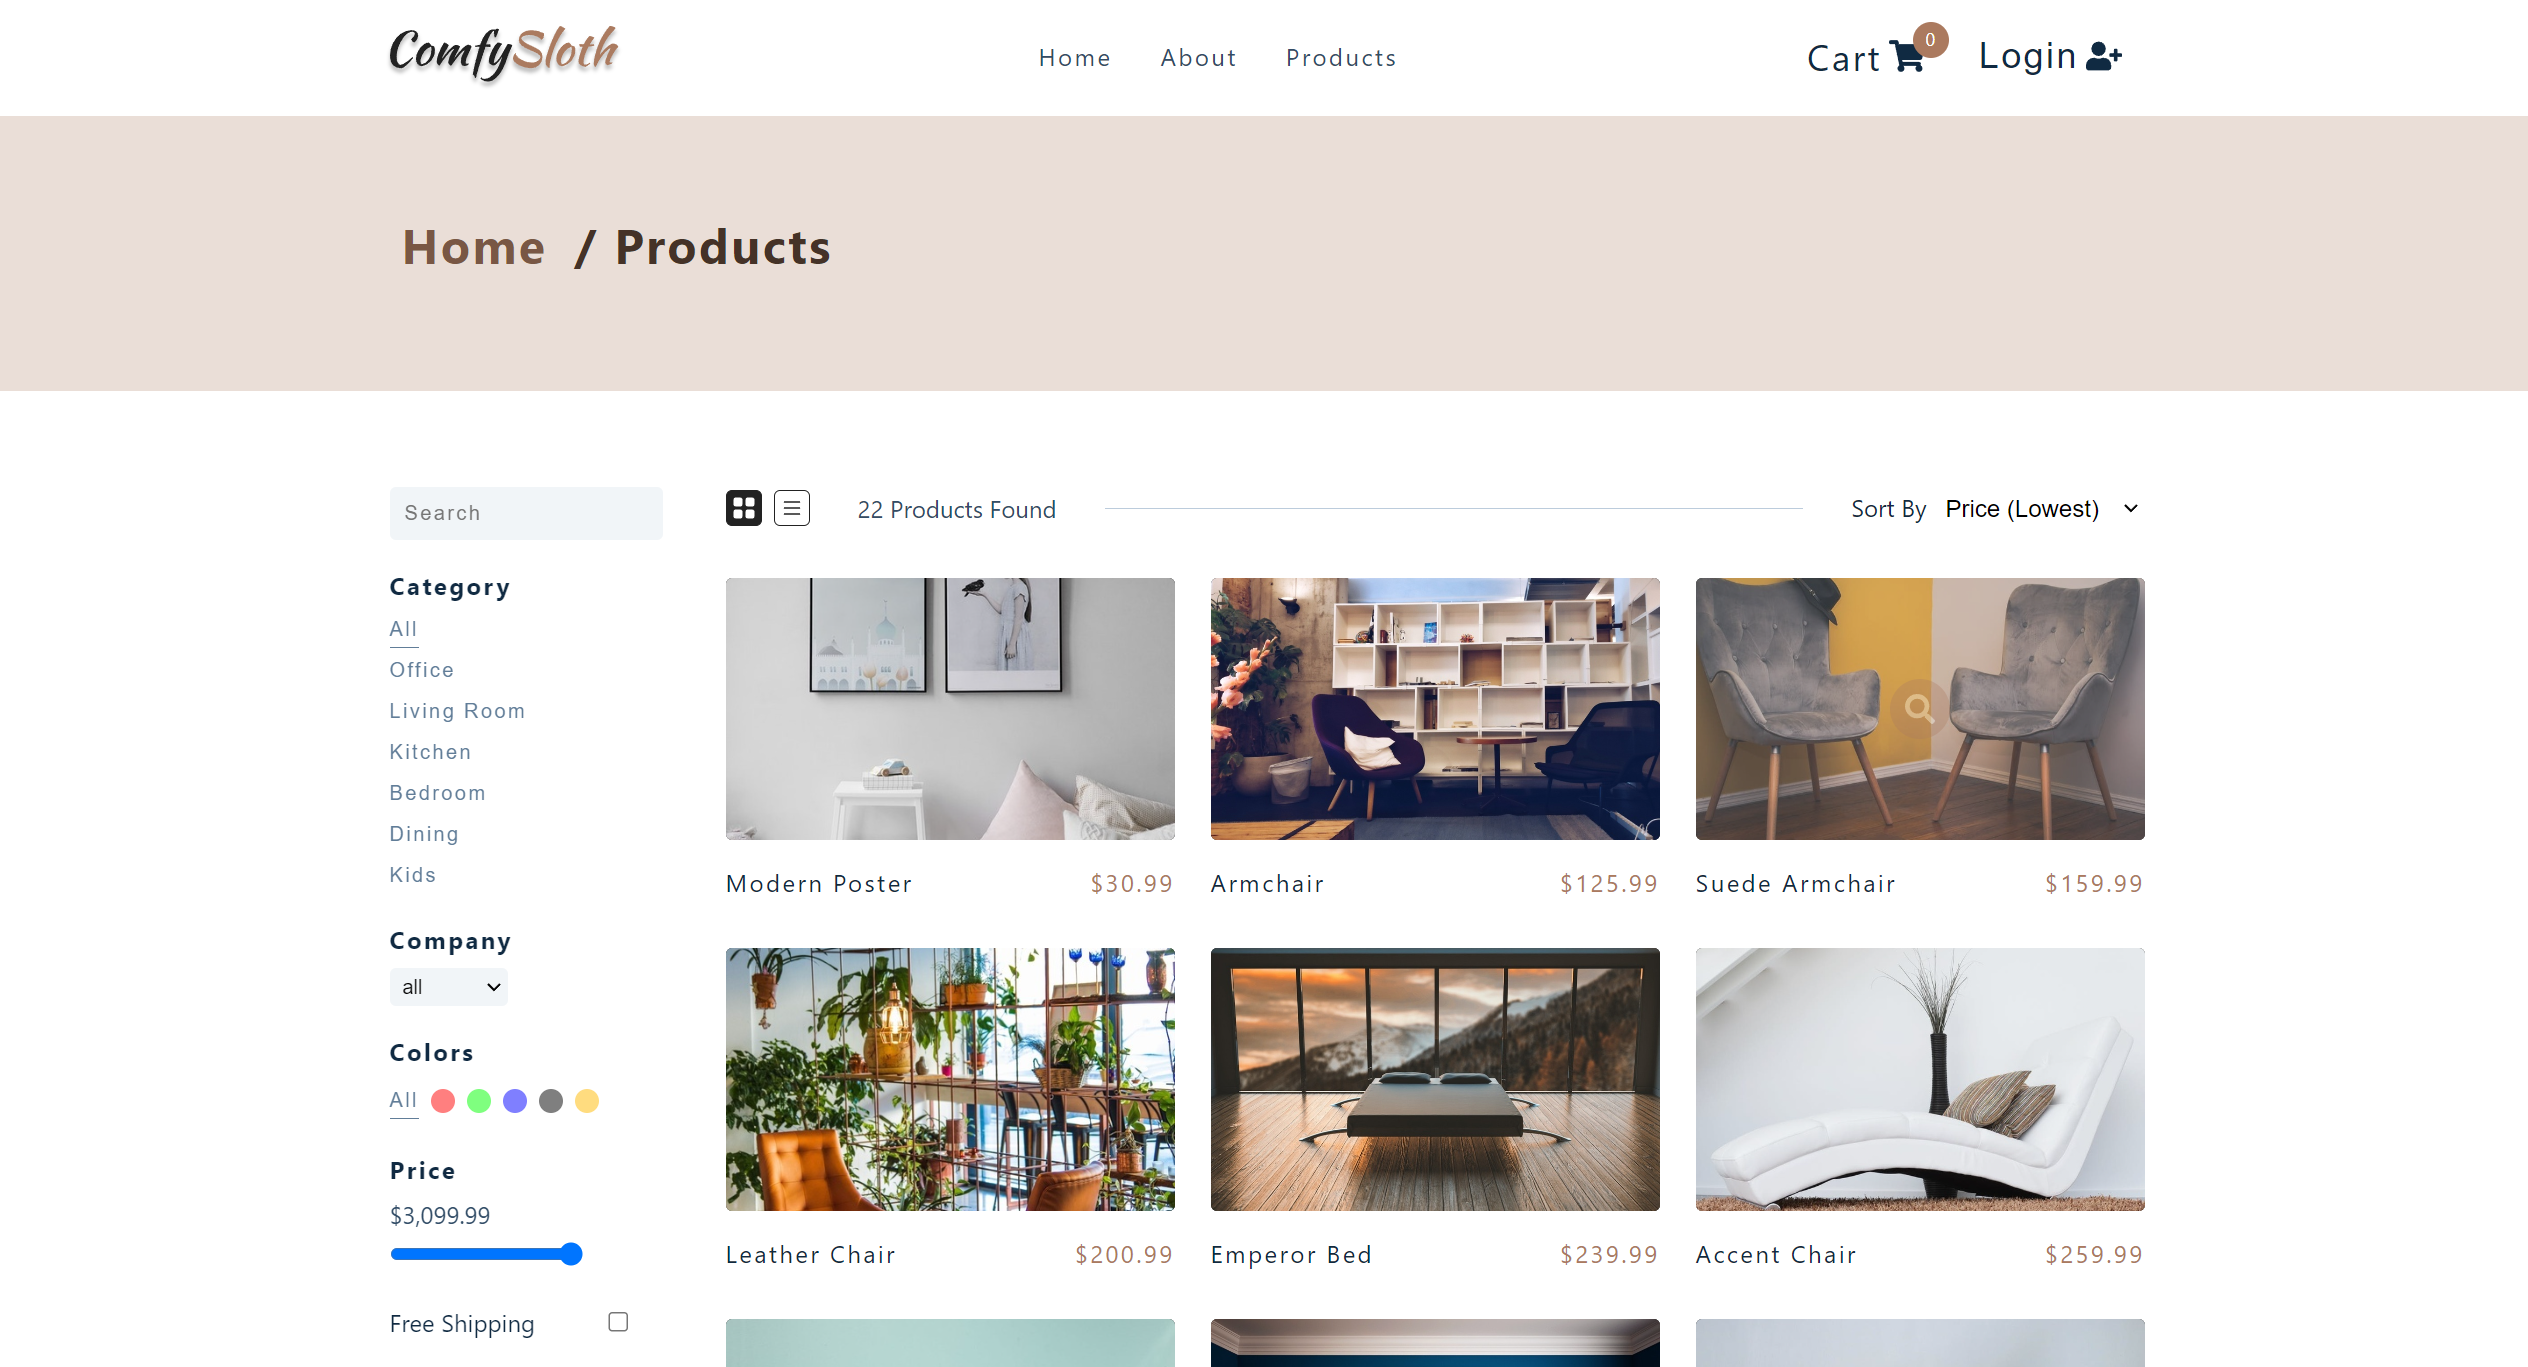 ComfySloth
Home About Products
Cart 0 Login
Home / Products
Search
22 Products Found
Sort By Price (Lowest)
Category
All
Office
Living Room
Kitchen
Bedroom
Dining
Kids
Company
all
Colors
All
Price
$3,099.99
Free Shipping
Modern Poster $30.99
Armchair $125.99
Suede Armchair $159.99
Leather Chair $200.99
Emperor Bed $239.99
Accent Chair $259.99